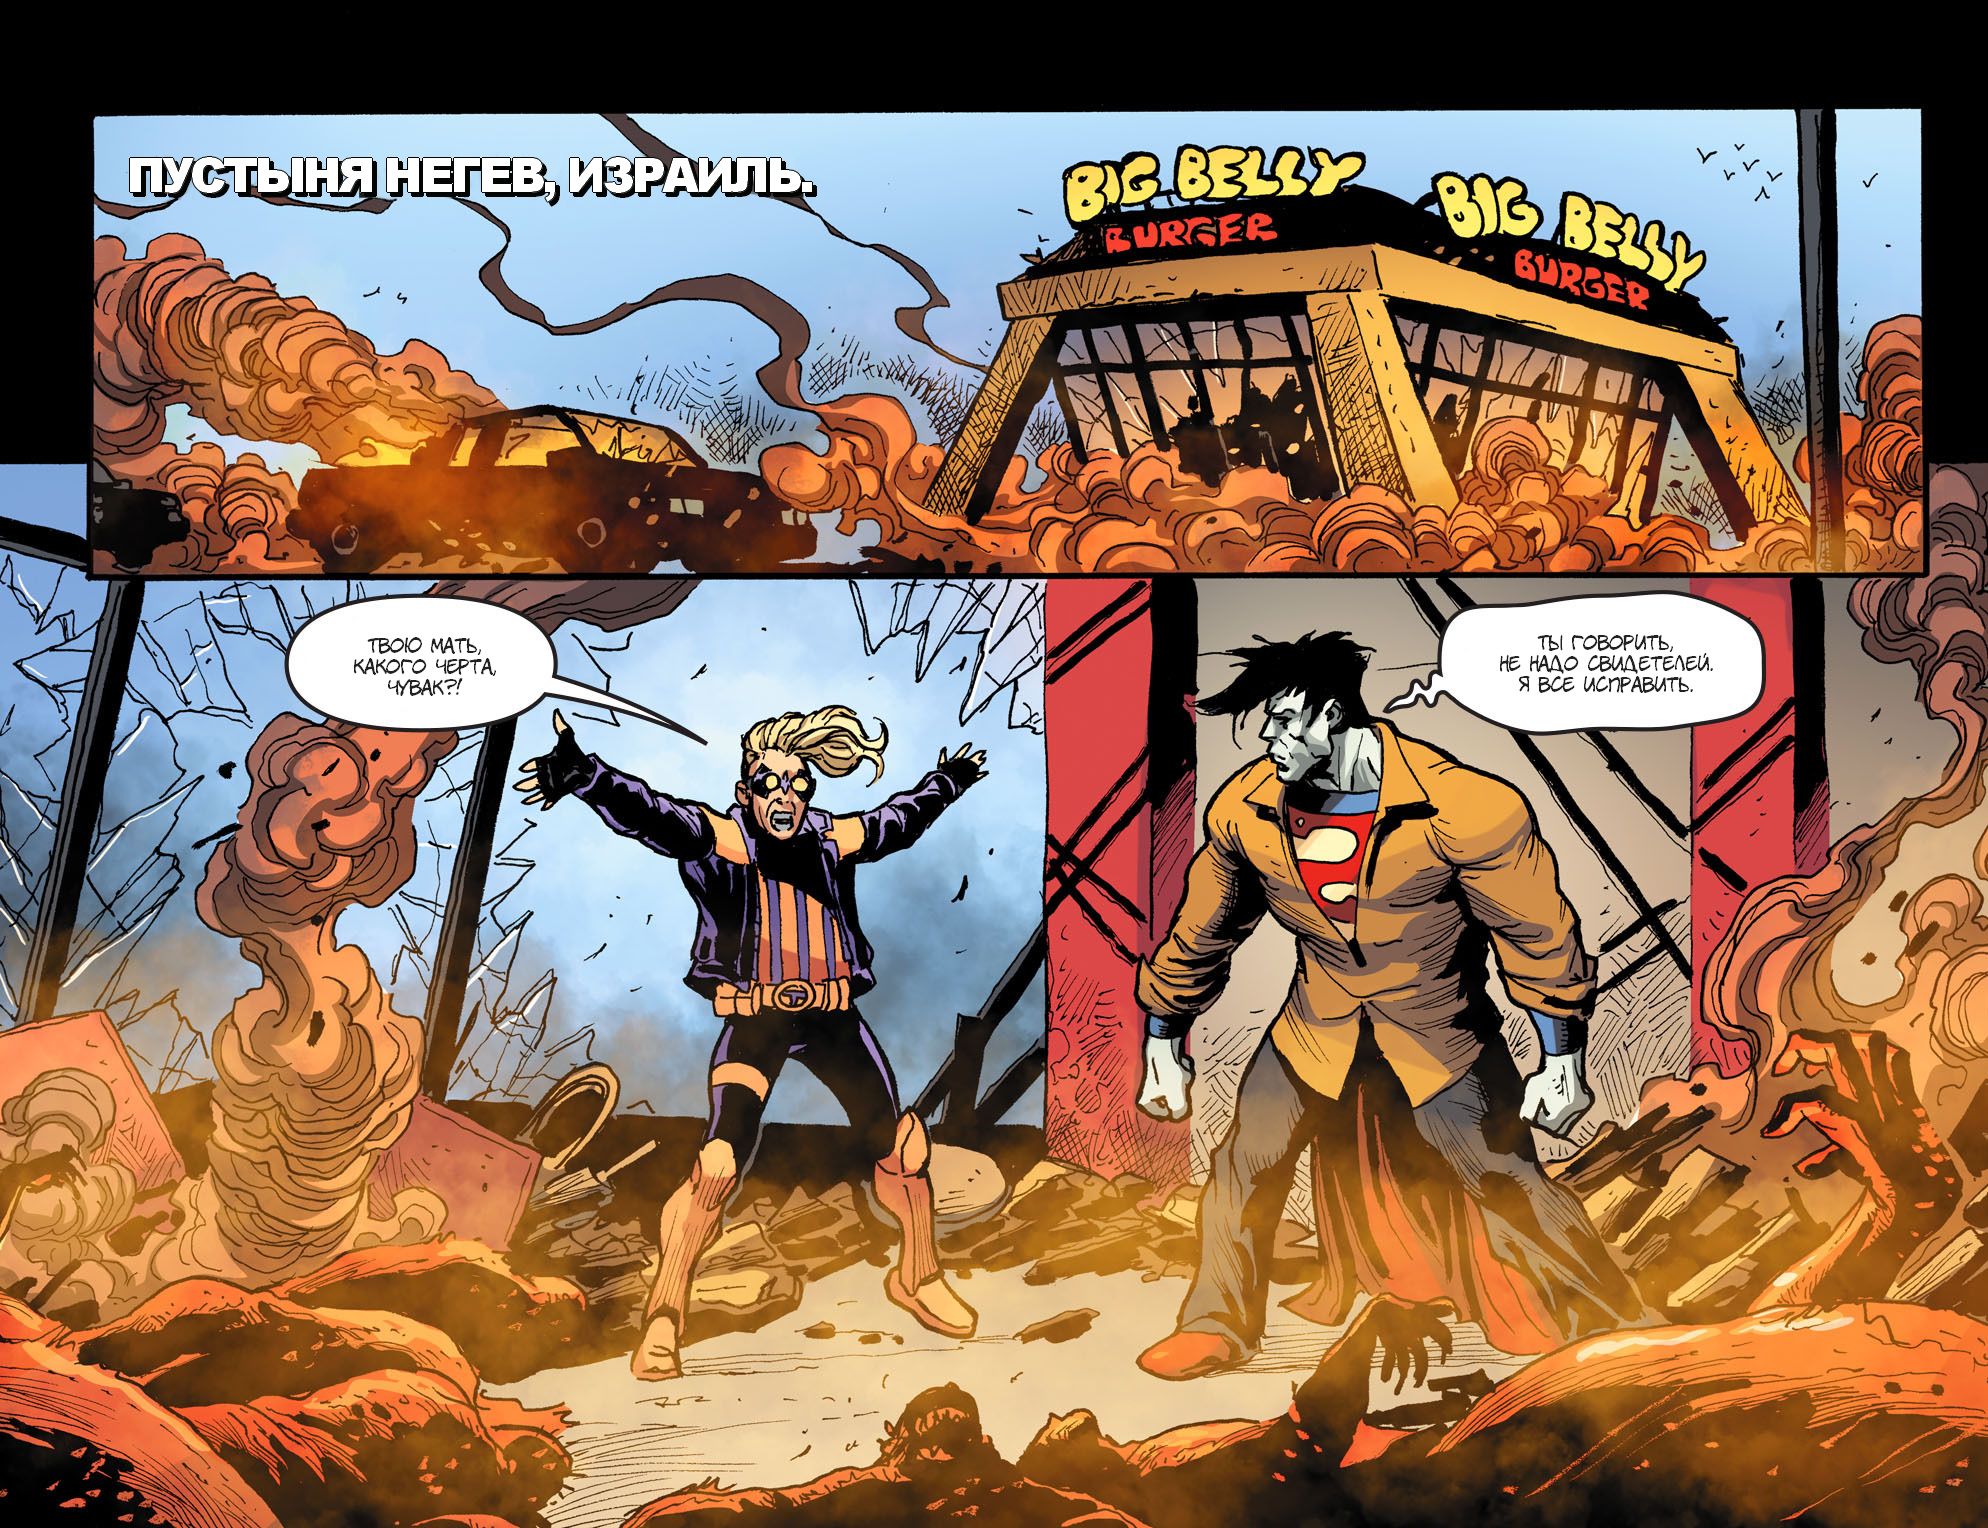 ПУСТЫНЯ НЕГЕВ, ИЗРАИЛЬ.
BIG BELLY
BURGER
BIG BELLY
BURGER
ТВОЮ МАТЬ,
КАКОГО ЧЕРТА,
ЧУВАК?!
ТЫ ГОВОРИТЬ,
НЕ НАДО СВИДЕТЕЛЕЙ.
Я ВСЕ ИСПРАВИТЬ.